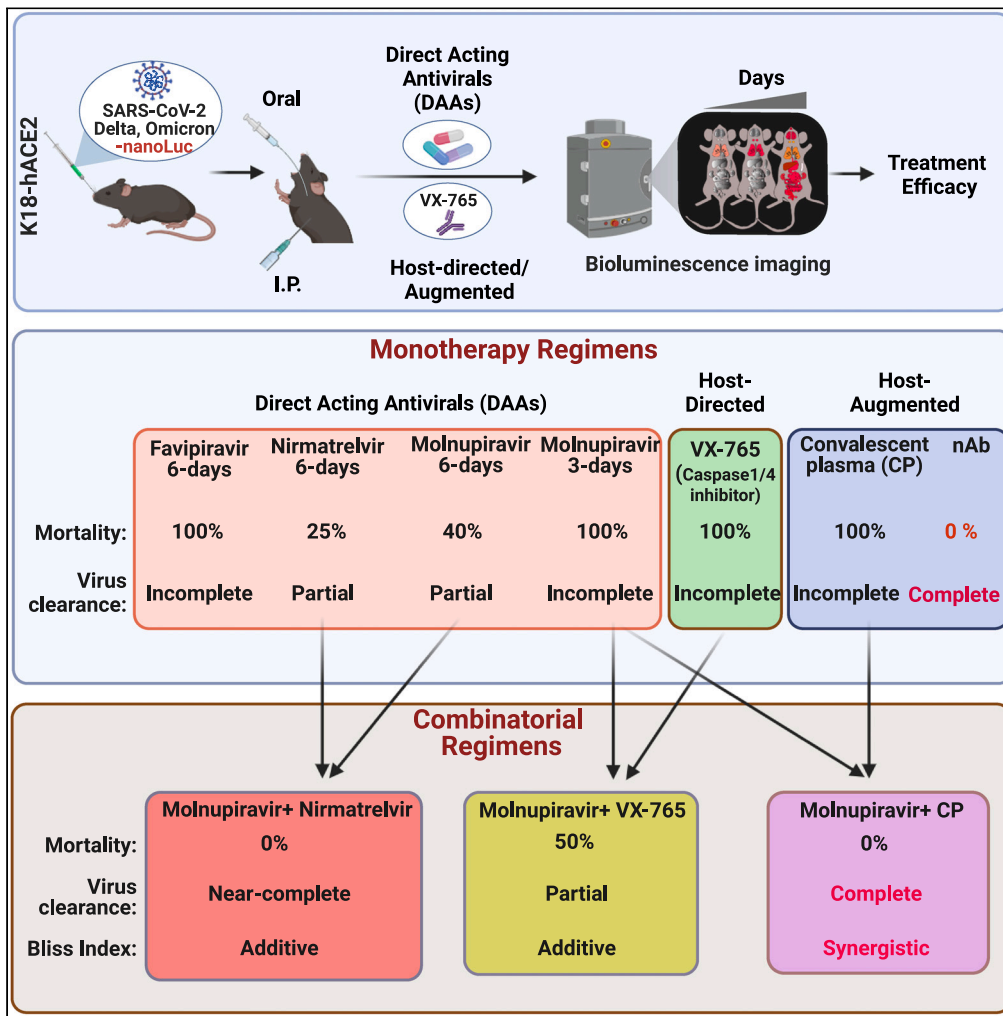 K18-hACE2
SARS-CoV-2
Delta, Omicron
-nanoLuc
Oral
I.P.
Direct Acting
Antivirals
(DAAs)
VX-765
Host-directed/
Augmented
Days
Bioluminescence imaging
Treatment
Efficacy
Monotherapy Regimens
Direct Acting Antivirals (DAAs)
Host-
Directed
Host-
Augmented
Favipiravir
6-days
Nirmatrelvir
6-days
Molnupiravir
6-days
Molnupiravir
3-days
VX-765
(Caspase1/4
inhibitor)
Convalescent
plasma (CP)
nAb
Mortality: 100% 25% 40% 100% 100% 100% 0 %
Virus
clearance: Incomplete Partial Partial Incomplete Incomplete Incomplete Complete
Combinatorial
Regimens
Molnupiravir+ Nirmatrelvir Molnupiravir+ VX-765 Molnupiravir+ CP
Mortality: 0% 50% 0%
Virus
clearance: Near-complete Partial Complete
Bliss Index: Additive Additive Synergistic